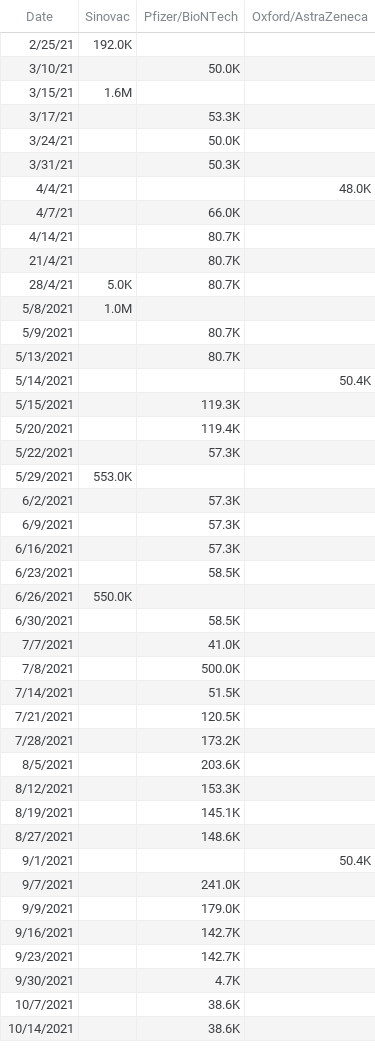 Date Sinovac Pfizer/BioNTech Oxford/AstraZeneca
2/25/21 192.0K
3/10/21 50.0K
3/15/21 1.6M
3/17/21 53.3K
3/24/21 50.0K
3/31/21 50.3K
4/4/21 48.0K
4/7/21 66.0K
4/14/21 80.7K
21/4/21 80.7K
28/4/21 5.0K 80.7K
5/8/2021 1.0M
5/9/2021 80.7K
5/13/2021 80.7K
5/14/2021 50.4K
5/15/2021 119.3K
5/20/2021 119.4K
5/22/2021 57.3K
5/29/2021 553.0K
6/2/2021 57.3K
6/9/2021 57.3K
6/16/2021 57.3K
6/23/2021 58.5K
6/26/2021 550.0K
6/30/2021 58.5K
7/7/2021 41.0K
7/8/2021 500.0K
7/14/2021 51.5K
7/21/2021 120.5K
7/28/2021 173.2K
8/5/2021 203.6K
8/12/2021 153.3K
8/19/2021 145.1K
8/27/2021 148.6K
9/1/2021 50.4K
9/7/2021 241.0K
9/9/2021 179.0K
9/16/2021 142.7K
9/23/2021 142.7K
9/30/2021 4.7K
10/7/2021 38.6K
10/14/2021 38.6K